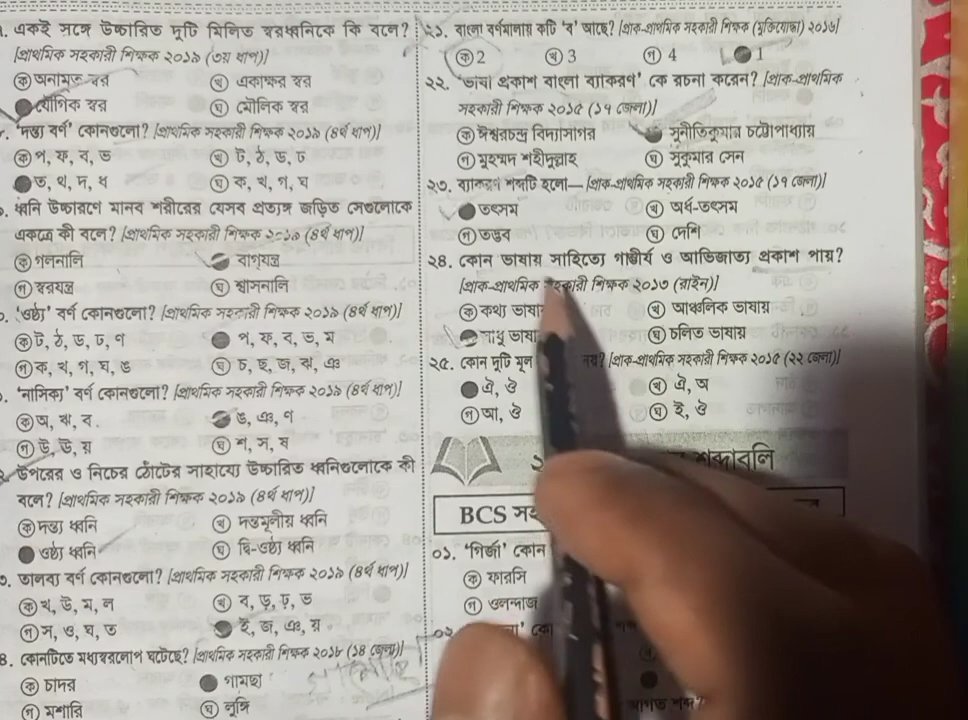 একই সঙ্গে উচ্চারিত দুটি মিলিত স্বরধ্বনিকে কি বলে?
[প্রাথমিক সহকারী শিক্ষক ২০১৯ (৩য় ধাপ)]
ক অসাম্যত স্বর খ একাক্ষর স্বর
যৌগিক স্বর ঘ মৌলিক স্বর
'দন্ত্য বর্ণ' কোনগুলো? [প্রাথমিক সহকারী শিক্ষক ২০১৯ (৪র্থ ধাপ)]
ক প, ফ, ব, ভ খ ট, ঠ, ড, ঢ
ত, থ, দ, ধ ঘ ক, খ, গ, ঘ
ধ্বনি উচ্চারণে মানব শরীরের যেসব প্রত্যঙ্গ জড়িত সেগুলোকে
একত্রে কী বলে? [প্রাথমিক সহকারী শিক্ষক ২০১৯ (৪র্থ ধাপ)]
ক গলনালি বাগ্‌যন্ত্র
গ স্বরযন্ত্র ঘ শ্বাসনালি
'ওষ্ঠ্য' বর্ণ কোনগুলো? [প্রাথমিক সহকারী শিক্ষক ২০১৯ (৪র্থ ধাপ)]
ক ট, ঠ, ড, ঢ, ণ প, ফ, ব, ভ, ম
গ ক, খ, গ, ঘ, ঙ ঘ চ, ছ, জ, ঝ, ঞ
'নাসিক্য' বর্ণ কোনগুলো? [প্রাথমিক সহকারী শিক্ষক ২০১৯ (৪র্থ ধাপ)]
ক অ, ঝ, ব ঙ, ঞ, ণ
গ উ, ঊ, য় ঘ শ, স, ষ
উপরের ও নিচের ঠোঁটের সাহায্যে উচ্চারিত ধ্বনিগুলোকে কী
বলে? [প্রাথমিক সহকারী শিক্ষক ২০১৯ (৪র্থ ধাপ)]
ক দন্ত্য ধ্বনি খ দন্তমূলীয় ধ্বনি
ওষ্ঠ্য ধ্বনি ঘ দ্বি-ওষ্ঠ্য ধ্বনি
তালব্য বর্ণ কোনগুলো? [প্রাথমিক সহকারী শিক্ষক ২০১৯ (৪র্থ ধাপ)]
ক থ, উ, ম, ল খ ব, ড়, ঢ়, ভ
গ স, ও, ঘ, ত ই, জ, ঞ, য়
৪. কোনটিতে মধ্যস্বরলোপ ঘটেছে? [প্রাথমিক সহকারী শিক্ষক ২০১৮ (১৪ জেলা)]
ক চাদর গামছা
গ মশারি ঘ লুঙ্গি
২১. বাংলা বর্ণমালায় কটি 'ব' আছে? [প্রাক-প্রাথমিক সহকারী শিক্ষক (মুক্তিযোদ্ধা) ২০১৬]
ক 2 খ 3 গ 4 1
২২. 'ভাষা প্রকাশ বাংলা ব্যাকরণ' কে রচনা করেন? [প্রাক-প্রাথমিক
সহকারী শিক্ষক ২০১৫ (১৭ জেলা)]
ক ঈশ্বরচন্দ্র বিদ্যাসাগর সুনীতিকুমার চট্টোপাধ্যায়
গ মুহম্মদ শহীদুল্লাহ ঘ সুকুমার সেন
২৩. ব্যাকরণ শব্দটি হলো— [প্রাক-প্রাথমিক সহকারী শিক্ষক ২০১৫ (১৭ জেলা)]
তৎসম খ অর্ধ-তৎসম
গ তদ্ভব ঘ দেশি
২৪. কোন ভাষায় সাহিত্যে গাম্ভীর্য ও আভিজাত্য প্রকাশ পায়?
[প্রাক-প্রাথমিক সহকারী শিক্ষক ২০১৩ (রাইন)]
ক কথ্য ভাষা খ আঞ্চলিক ভাষায়
সাধু ভাষা ঘ চলিত ভাষায়
২৫. কোন দুটি মূল নয়? [প্রাক-প্রাথমিক সহকারী শিক্ষক ২০১৫ (২২ জেলা)]
ঐ, ঔ খ এ, অ
গ আ, ঔ ঘ ই, ও
শব্দাবলি
BCS
০১. 'গির্জা' কোন
ক ফারসি
গ ওলন্দাজ
০২.
আগত শব্দ?